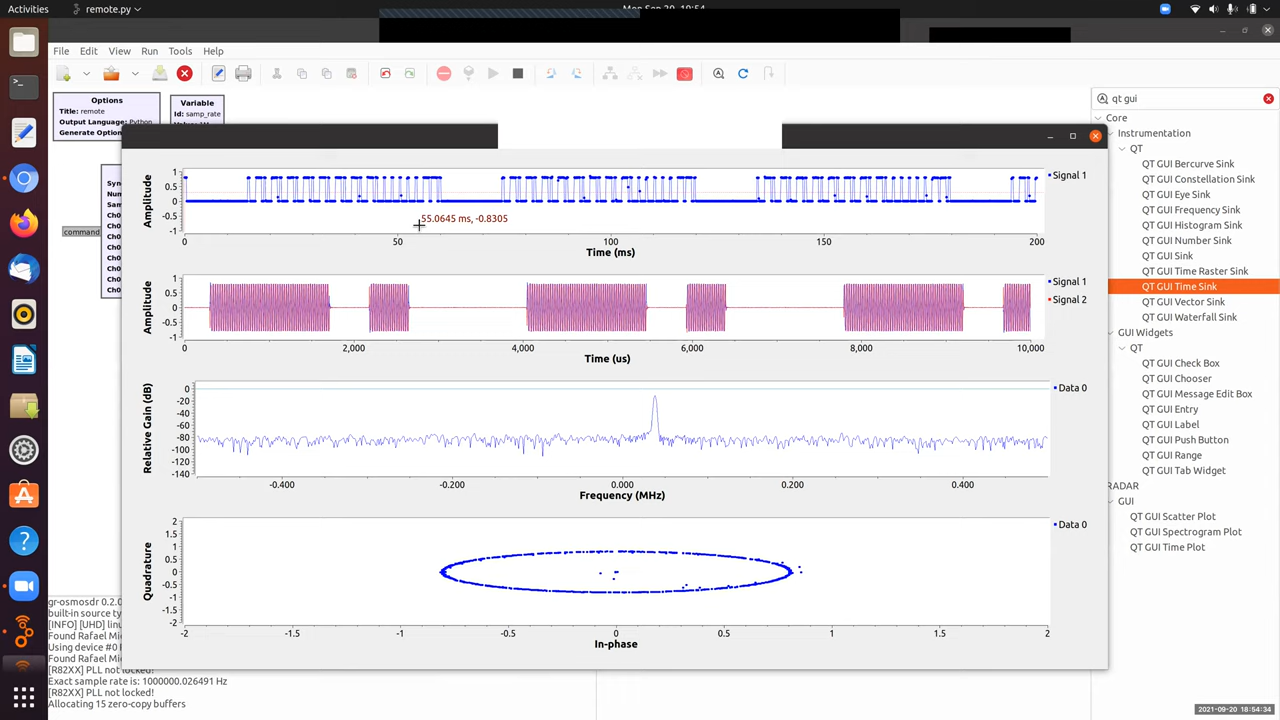 Activities
remote.py
File Edit View Run Tools Help
Options
Title: remote
Output Language: Python
Generate Option
Variable
Id: samp_rate
command
qt gui
Core
Instrumentation
QT
QT GUI Bercurve Sink
QT GUI Constellation Sink
QT GUI Eye Sink
QT GUI Frequency Sink
QT GUI Histogram Sink
QT GUI Number Sink
QT GUI Sink
QT GUI Time Raster Sink
QT GUI Time Sink
QT GUI Vector Sink
QT GUI Waterfall Sink
GUI Widgets
QT
QT GUI Check Box
QT GUI Chooser
QT GUI Message Edit Box
QT GUI Entry
QT GUI Label
QT GUI Push Button
QT GUI Range
QT GUI Tab Widget
RADAR
GUI
QT GUI Scatter Plot
QT GUI Spectrogram Plot
QT GUI Time Plot
Amplitude
1
0.5
0
-0.5
-1
Signal 1
55.0645 ms, -0.8305
0 50 100 150 200
Time (ms)
Amplitude
1
0.5
0
-0.5
-1
Signal 1
Signal 2
0 2,000 4,000 6,000 8,000 10,000
Time (us)
Relative Gain (dB)
0
-20
-40
-60
-80
-100
-120
-140
Data 0
-0.400 -0.200 0.000 0.200 0.400
Frequency (MHz)
Quadrature
2
1.5
1
0.5
0
-0.5
-1
-1.5
-2
Data 0
-2 -1.5 -1 -0.5 0 0.5 1 1.5 2
In-phase
gr-osmosdr 0.2.0
built-in source ty
[INFO] [UHD] linu
Found Rafael Mi
Using device #0
Found Rafael Mi
[R82XX] PLL not locked!
Exact sample rate is: 1000000.026491 Hz
[R82XX] PLL not locked!
Allocating 15 zero-copy buffers
2021-09-20 18:54:34